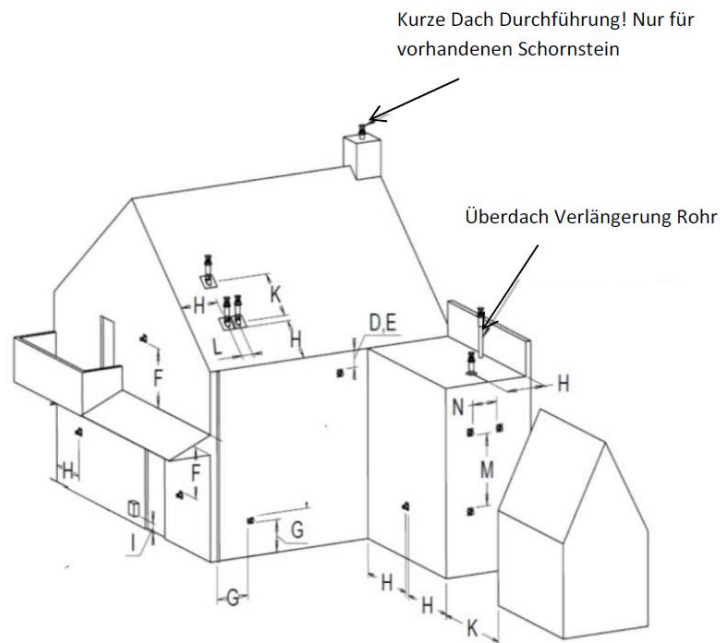 Kurze Dach Durchführung! Nur für
vorhandenen Schornstein
Überdach Verlängerung Rohr
K
H
L
H
D,E
F
H
N
M
F
H
G
I
G
H
H
K